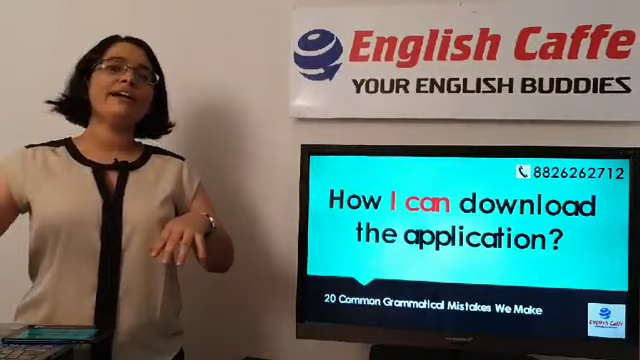 English Caffe
YOUR ENGLISH BUDDIES
8826262712
How I can download
the application?
20 Common Grammatical Mistakes We Make
English Caffe